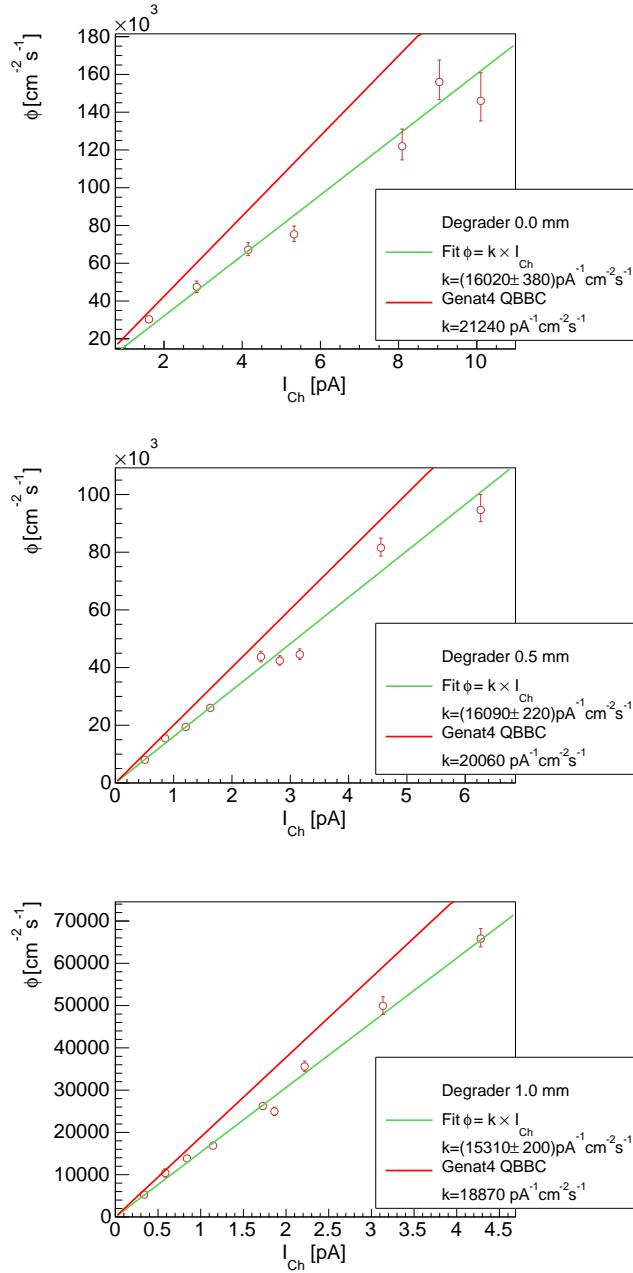 ×10³
180
160
140
120
100
80
60
40
20
ϕ [cm⁻² s⁻¹]
Degrader 0.0 mm
Fit ϕ= k × I_Ch
k=(16020± 380)pA⁻¹cm⁻²s⁻¹
Genat4 QBBC
k=21240 pA⁻¹cm⁻²s⁻¹
2 4 6 8 10
I_Ch [pA]
×10³
100
80
60
40
20
0
ϕ [cm⁻² s⁻¹]
Degrader 0.5 mm
Fit ϕ= k × I_Ch
k=(16090± 220)pA⁻¹cm⁻²s⁻¹
Genat4 QBBC
k=20060 pA⁻¹cm⁻²s⁻¹
0 1 2 3 4 5 6
I_Ch [pA]
70000
60000
50000
40000
30000
20000
10000
0
ϕ [cm⁻² s⁻¹]
Degrader 1.0 mm
Fit ϕ= k × I_Ch
k=(15310± 200)pA⁻¹cm⁻²s⁻¹
Genat4 QBBC
k=18870 pA⁻¹cm⁻²s⁻¹
0 0.5 1 1.5 2 2.5 3 3.5 4 4.5
I_Ch [pA]